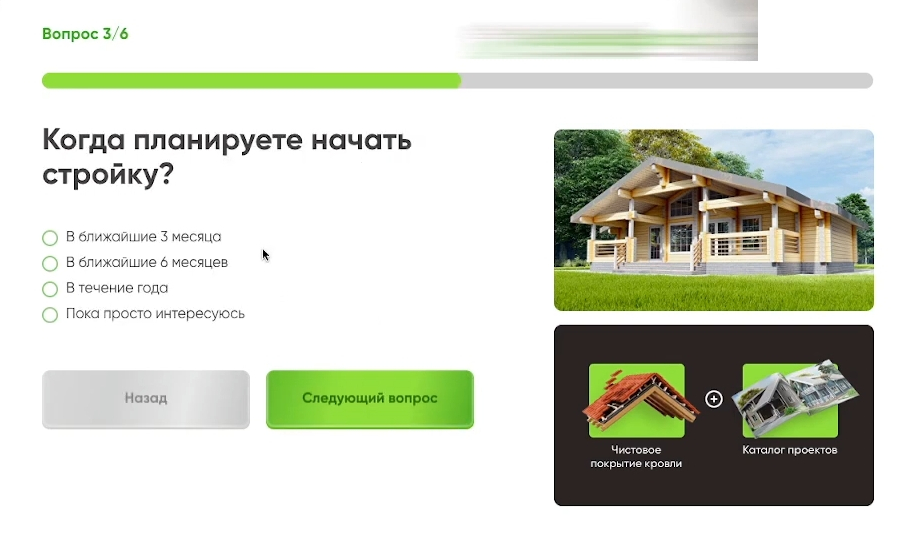 Вопрос 3/6
Когда планируете начать
стройку?
В ближайшие 3 месяца
В ближайшие 6 месяцев
В течение года
Пока просто интересуюсь
Назад
Следующий вопрос
Чистовое
покрытие кровли
Каталог проектов